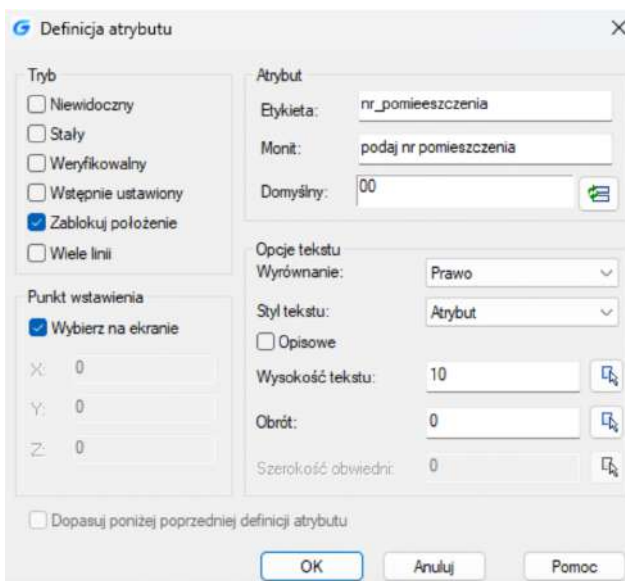 Definicja atrybutu
Tryb
Niewidoczny
Stały
Weryfikowalny
Wstępnie ustawiony
Zablokuj położenie
Wiele linii
Punkt wstawienia
Wybierz na ekranie
X: 0
Y: 0
Z: 0
Atrybut
Etykieta: nr_pomieeszczenia
Monit: podaj nr pomieszczenia
Domyślny: 00
Opcje tekstu
Wyrównanie: Prawo
Styl tekstu: Atrybut
Opisowe
Wysokość tekstu: 10
Obrót: 0
Szerokość obwiedni: 0
Dopasuj poniżej poprzedniej definicji atrybutu
OK Anuluj Pomoc